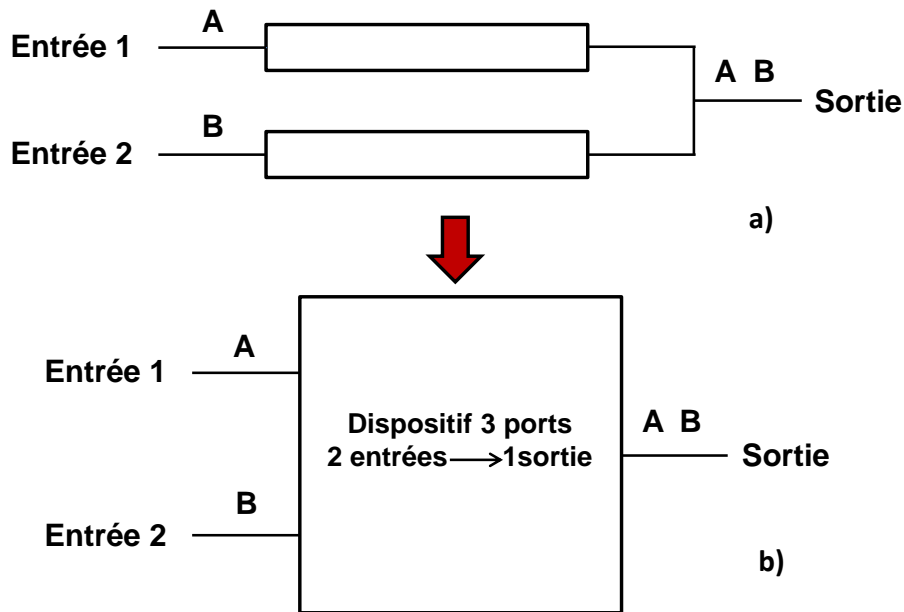 A
Entrée 1
A B
Sortie
B
Entrée 2
a)
A
Entrée 1
Dispositif 3 ports
2 entrées→1sortie
A B
Sortie
B
Entrée 2
b)